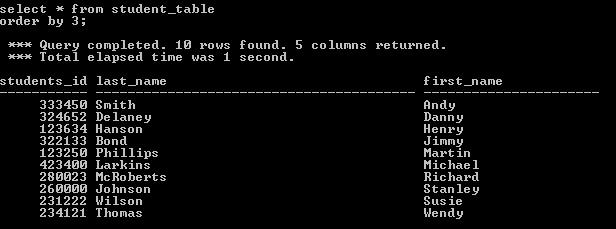 select * from student_table
order by 3;
*** Query completed. 10 rows found. 5 columns returned.
*** Total elapsed time was 1 second.
students_id last_name first_name
333450 Smith Andy
324652 Delaney Danny
123634 Hanson Henry
322133 Bond Jimmy
123250 Phillips Martin
423400 Larkins Michael
280023 McRoberts Richard
260000 Johnson Stanley
231222 Wilson Susie
234121 Thomas Wendy